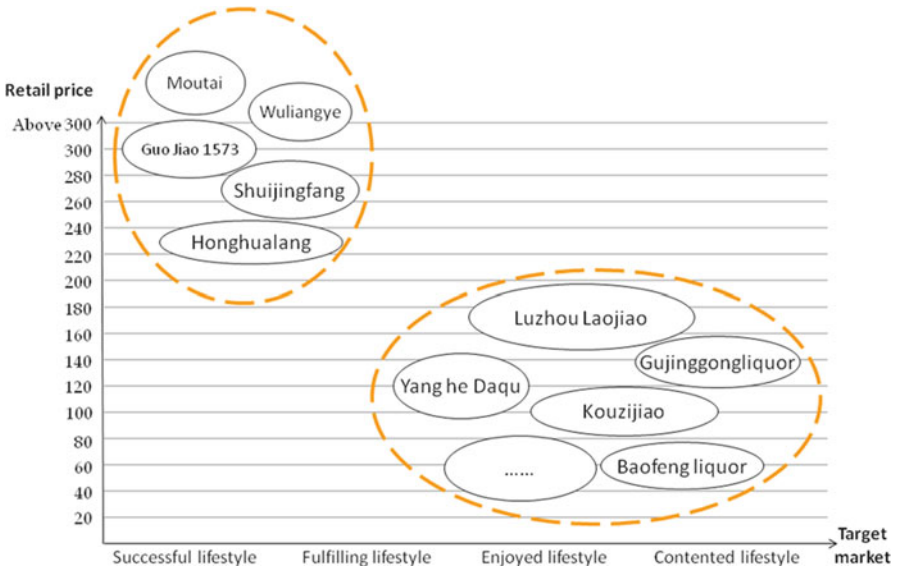 Retail price
Above 300
300
280
260
240
220
200
180
160
140
120
100
80
60
40
20
Moutai
Wuliangye
Guo Jiao 1573
Shuijingfang
Honghualang
Luzhou Laojiao
Gujinggongliquor
Yang he Daqu
Kouzijiao
......
Baofeng liquor
Successful lifestyle
Fulfilling lifestyle
Enjoyed lifestyle
Contented lifestyle
Target
market